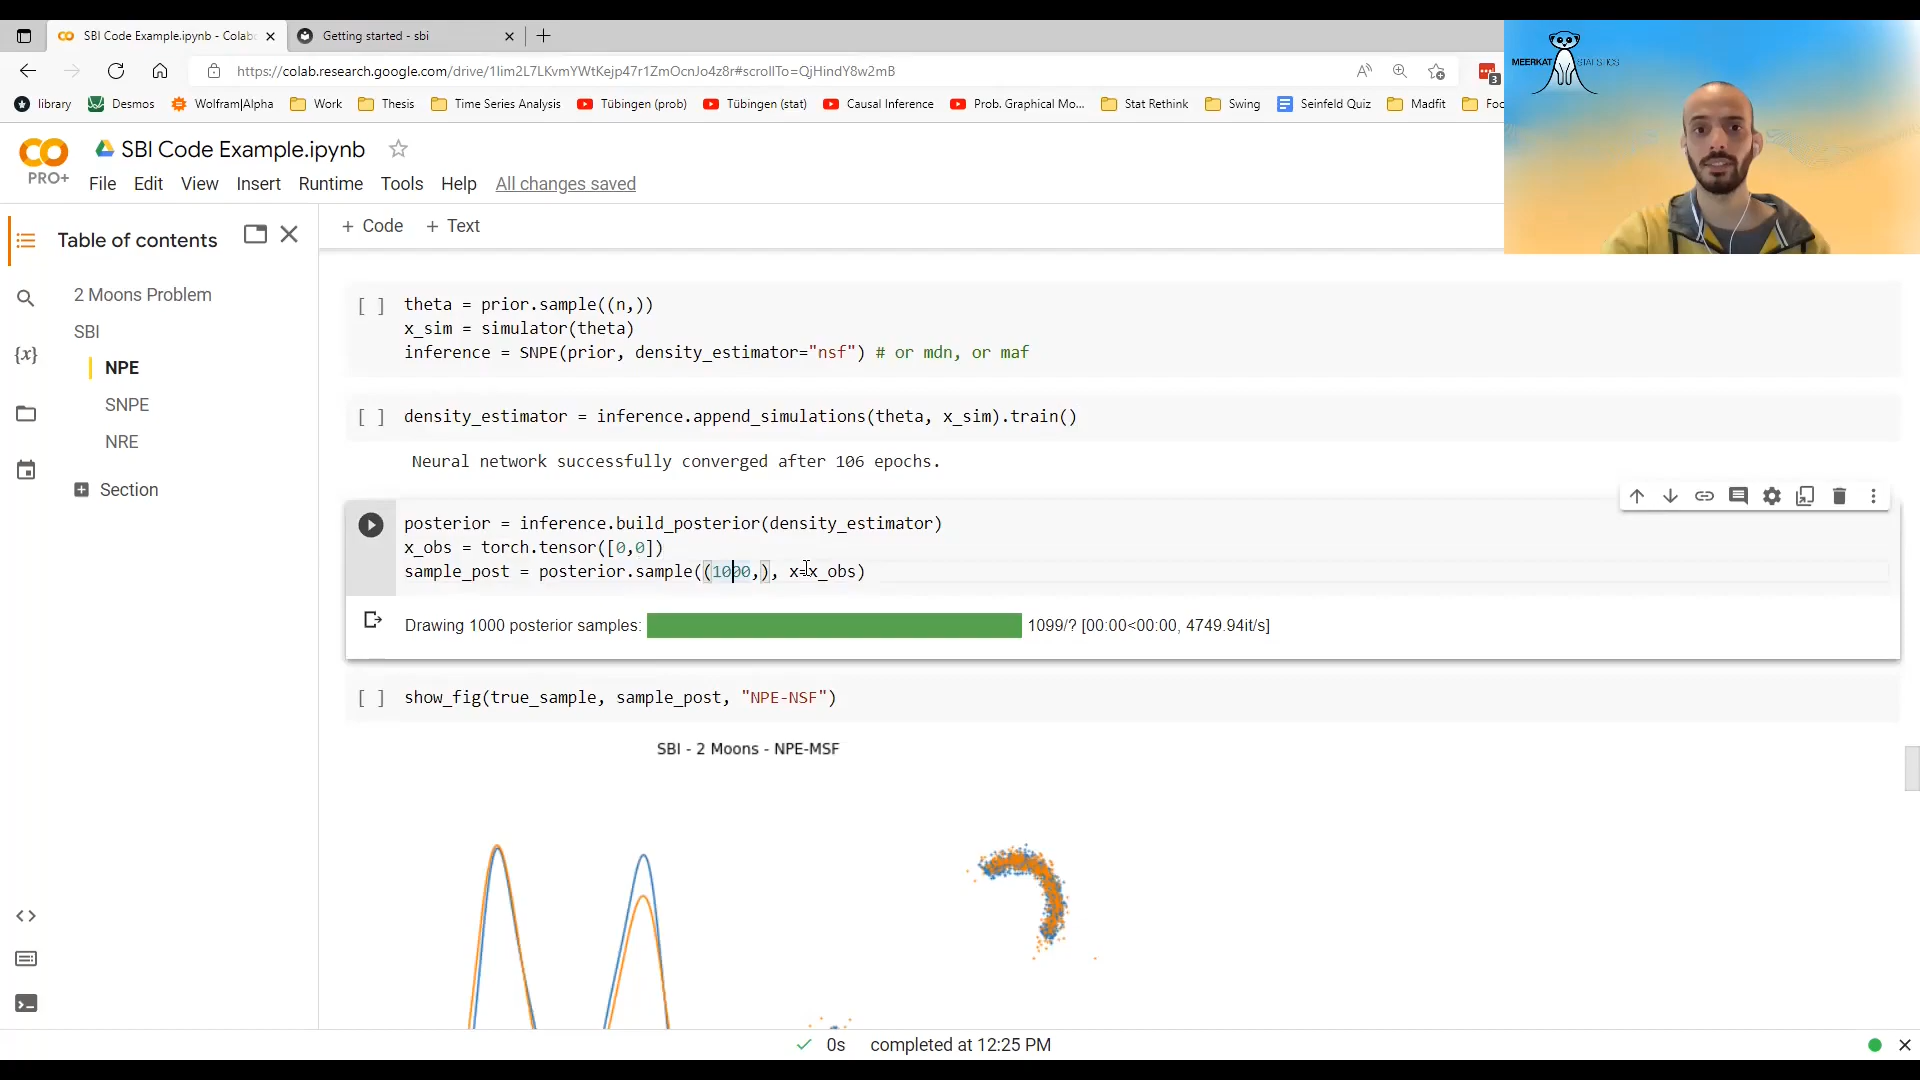 SBI Code Example.ipynb - Colab
Getting started - sbi
https://colab.research.google.com/drive/1Iim2L7LKvmYWtKejp47r1ZmOcnJo4z8r#scrollTo=QjHindY8w2mB
3
library
Desmos
Wolfram|Alpha
Work
Thesis
Time Series Analysis
Tübingen (prob)
Tübingen (stat)
Causal Inference
Prob. Graphical Mo...
Stat Rethink
Swing
Seinfeld Quiz
Madfit
Foo
MEERKAT STATISTICS
PRO+
SBI Code Example.ipynb
File Edit View Insert Runtime Tools Help All changes saved
+ Code + Text
Table of contents
2 Moons Problem
SBI
NPE
SNPE
NRE
Section
{x}
[ ] theta = prior.sample((n,))
x_sim = simulator(theta)
inference = SNPE(prior, density_estimator="nsf") # or mdn, or maf
[ ] density_estimator = inference.append_simulations(theta, x_sim).train()
Neural network successfully converged after 106 epochs.
posterior = inference.build_posterior(density_estimator)
x_obs = torch.tensor([0,0])
sample_post = posterior.sample((1000,), x=x_obs)
Drawing 1000 posterior samples: 1099/? [00:00<00:00, 4749.94it/s]
[ ] show_fig(true_sample, sample_post, "NPE-NSF")
SBI - 2 Moons - NPE-MSF
0s completed at 12:25 PM